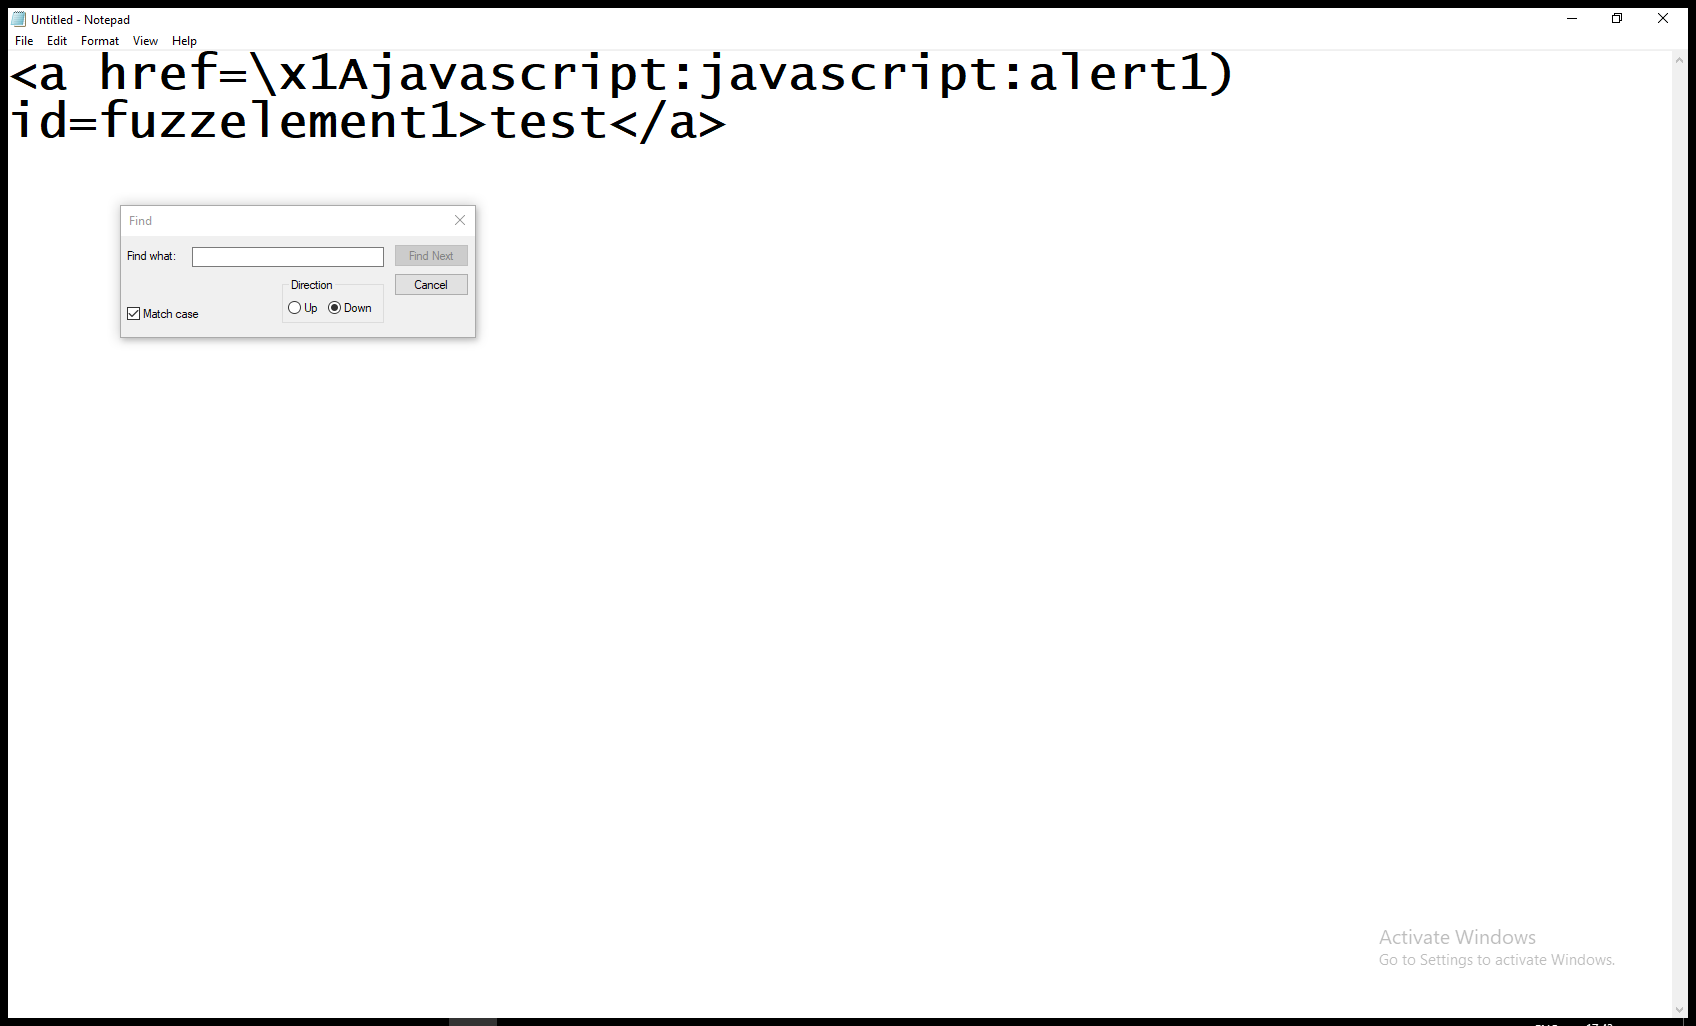 Untitled - Notepad
File Edit Format View Help
<a href=\x1Ajavascript:javascript:alert1)
id=fuzzelement1>test</a>
Find
Find what:
Find Next
Direction
Cancel
Up Down
Match case
Activate Windows
Go to Settings to activate Windows.